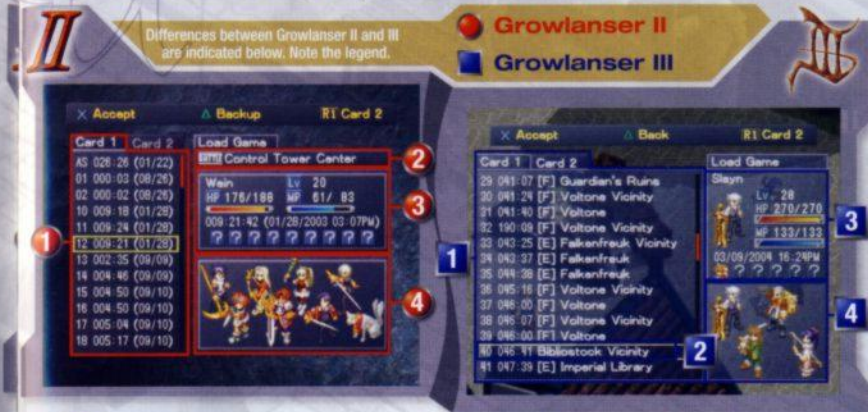 II
Differences between Growlanser II and III
are indicated below. Note the legend.
Growlanser II
Growlanser III
III
X Accept △ Backup R1 Card 2
Card 1 Card 2 Load Game
AS 026:26 (01/22)
01 000:03 (08/26)
02 000:02 (08/26)
10 009:18 (01/28)
11 009:24 (01/28)
12 009:21 (01/28)
13 002:35 (09/09)
14 004:46 (09/09)
15 004:50 (09/10)
16 004:50 (09/10)
17 005:04 (09/10)
18 005:17 (09/10)
Control Tower Center
Wein Lv 20
HP 176/188 MP 61/ 83
009:21:42 (01/28/2003 03:07PM)
? ? ? ? ? ? ? ? ?
1
2
3
4
X Accept △ Back R1 Card 2
Card 1 Card 2 Load Game
29 041:07 [F] Guardian's Ruins
30 041:24 [F] Voltone Vicinity
31 041:40 [F] Voltone
32 190:09 [F] Voltone Vicinity
33 043:25 [E] Falkenfreuk Vicinity
34 043:37 [E] Falkenfreuk
35 044:38 [E] Falkenfreuk
36 045:16 [F] Voltone Vicinity
37 046:00 [F] Voltone
38 046:07 [F] Voltone Vicinity
39 046:00 [F] Voltone
40 046:41 Bibliostock Vicinity
41 047:39 [E] Imperial Library
Slayn
Lv. 28
HP 270/270
MP 133/133
03/09/2004 16:24PM
? ? ? ? ?
1
2
3
4